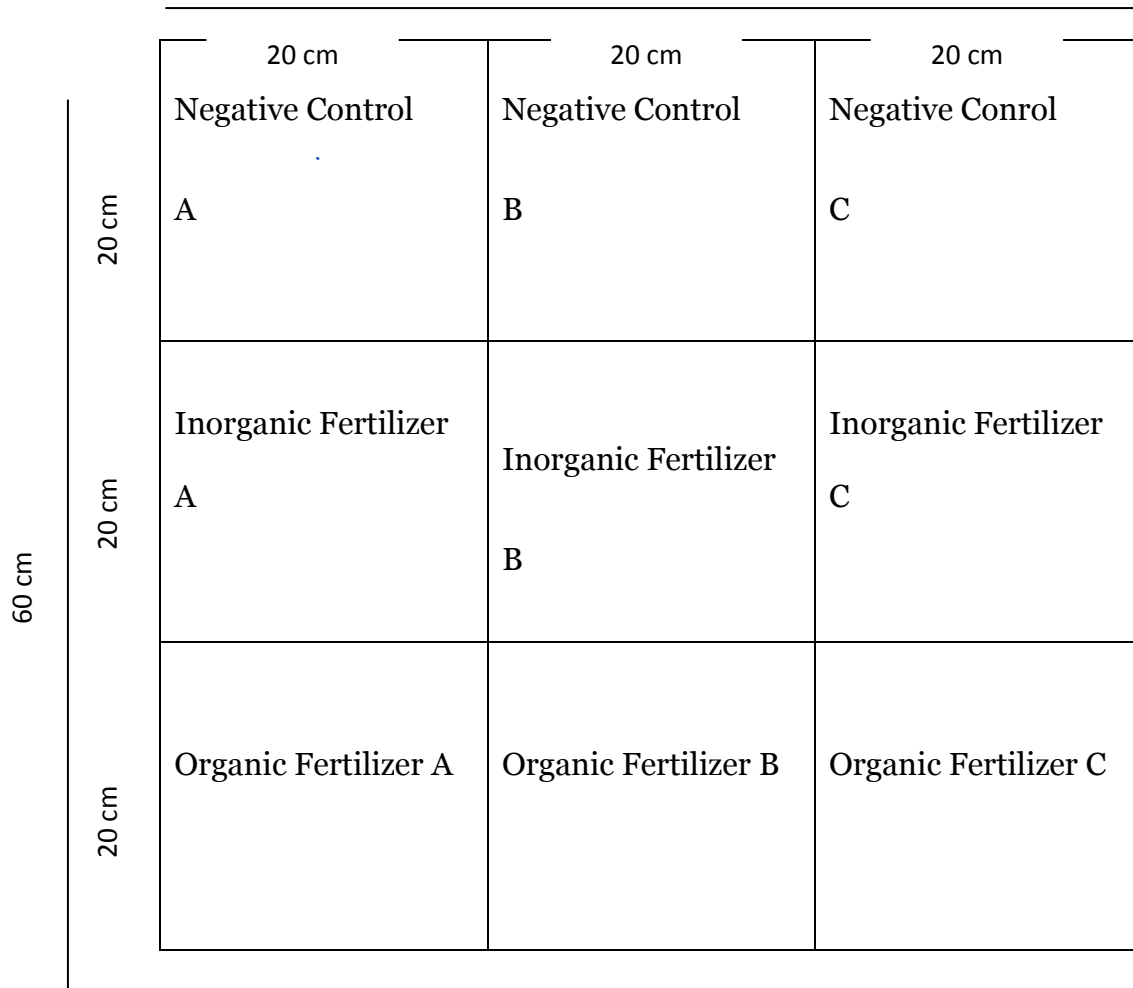 20 cm 20 cm 20 cm
Negative Control Negative Control Negative Conrol
A B C
20 cm
Inorganic Fertilizer Inorganic Fertilizer Inorganic Fertilizer
A B C
20 cm
60 cm
Organic Fertilizer A Organic Fertilizer B Organic Fertilizer C
20 cm